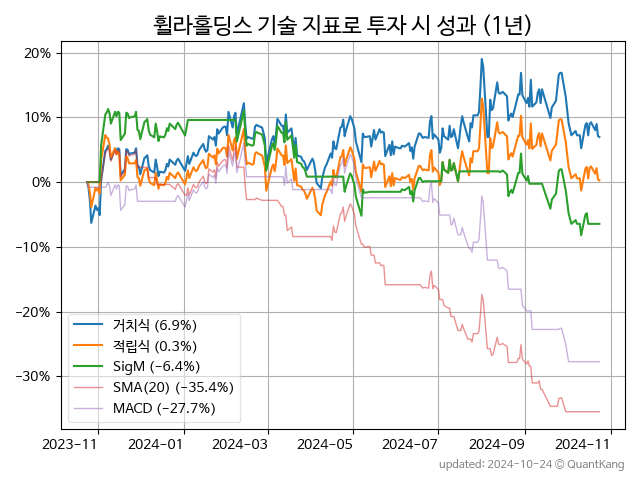 휠라홀딩스 기술 지표로 투자 시 성과 (1년)
20%
10%
0%
−10%
−20%
−30%
거치식 (6.9%)
적립식 (0.3%)
SigM (−6.4%)
SMA(20) (−35.4%)
MACD (−27.7%)
2023−11 2024−01 2024−03 2024−05 2024−07 2024−09 2024−11
updated: 2024−10−24 © QuantKang